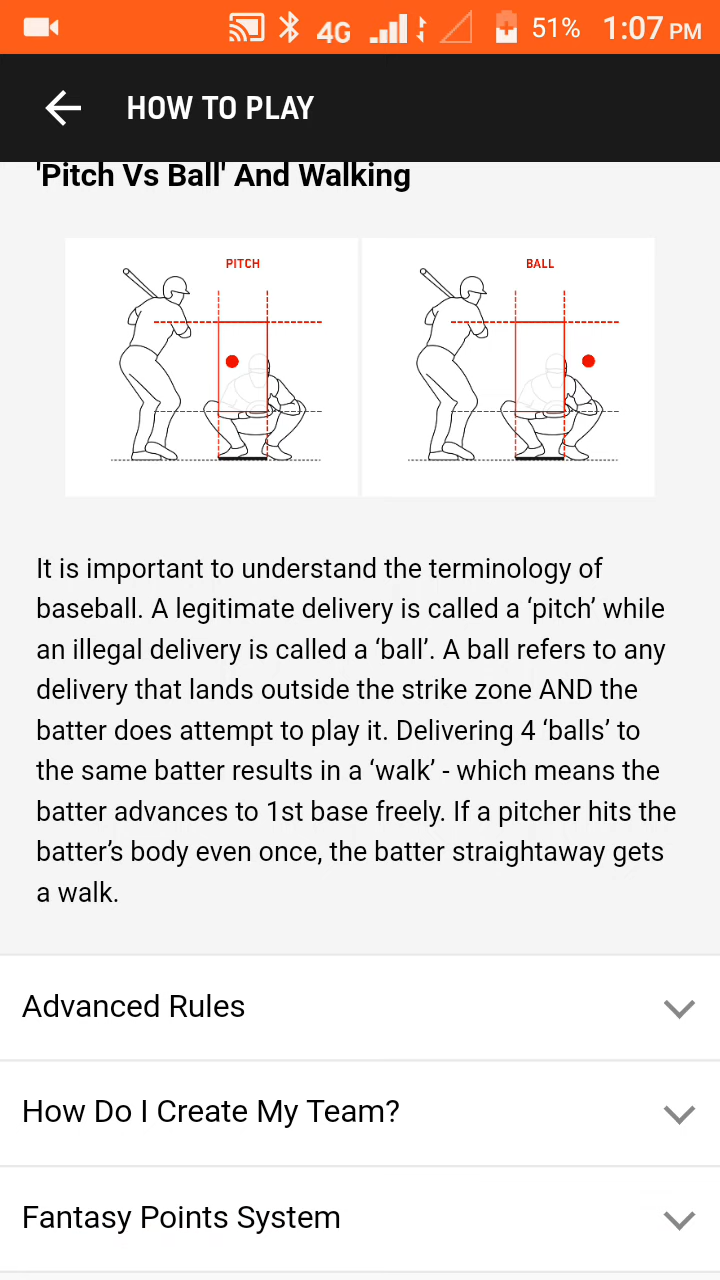 4G 51% 1:07 PM
HOW TO PLAY
'Pitch Vs Ball' And Walking
PITCH BALL
It is important to understand the terminology of
baseball. A legitimate delivery is called a ‘pitch’ while
an illegal delivery is called a ‘ball’. A ball refers to any
delivery that lands outside the strike zone AND the
batter does attempt to play it. Delivering 4 ‘balls’ to
the same batter results in a ‘walk’ - which means the
batter advances to 1st base freely. If a pitcher hits the
batter’s body even once, the batter straightaway gets
a walk.
Advanced Rules
How Do I Create My Team?
Fantasy Points System